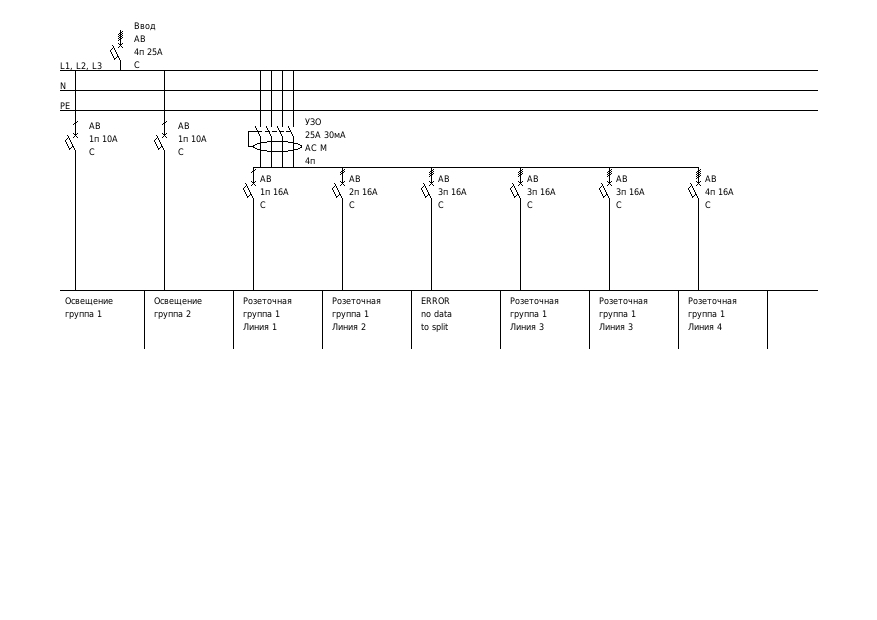 Ввод
АВ
4п 25А
С
L1, L2, L3
N
PE
АВ
1п 10А
С
АВ
1п 10А
С
УЗО
25А 30мА
АС М
4п
АВ
1п 16А
С
АВ
2п 16А
С
АВ
3п 16А
С
АВ
3п 16А
С
АВ
3п 16А
С
АВ
4п 16А
С
Освещение
группа 1
Освещение
группа 2
Розеточная
группа 1
Линия 1
Розеточная
группа 1
Линия 2
ERROR
no data
to split
Розеточная
группа 1
Линия 3
Розеточная
группа 1
Линия 3
Розеточная
группа 1
Линия 4